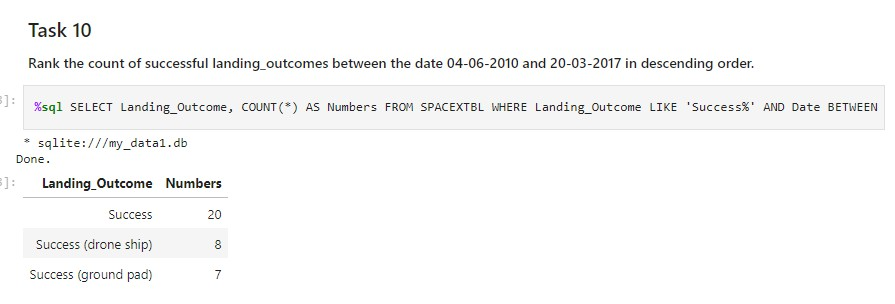 Task 10
Rank the count of successful landing_outcomes between the date 04-06-2010 and 20-03-2017 in descending order.
]: %sql SELECT Landing_Outcome, COUNT(*) AS Numbers FROM SPACEXTBL WHERE Landing_Outcome LIKE 'Success%' AND Date BETWEEN
* sqlite:///my_data1.db
Done.
]: Landing_Outcome Numbers
Success 20
Success (drone ship) 8
Success (ground pad) 7